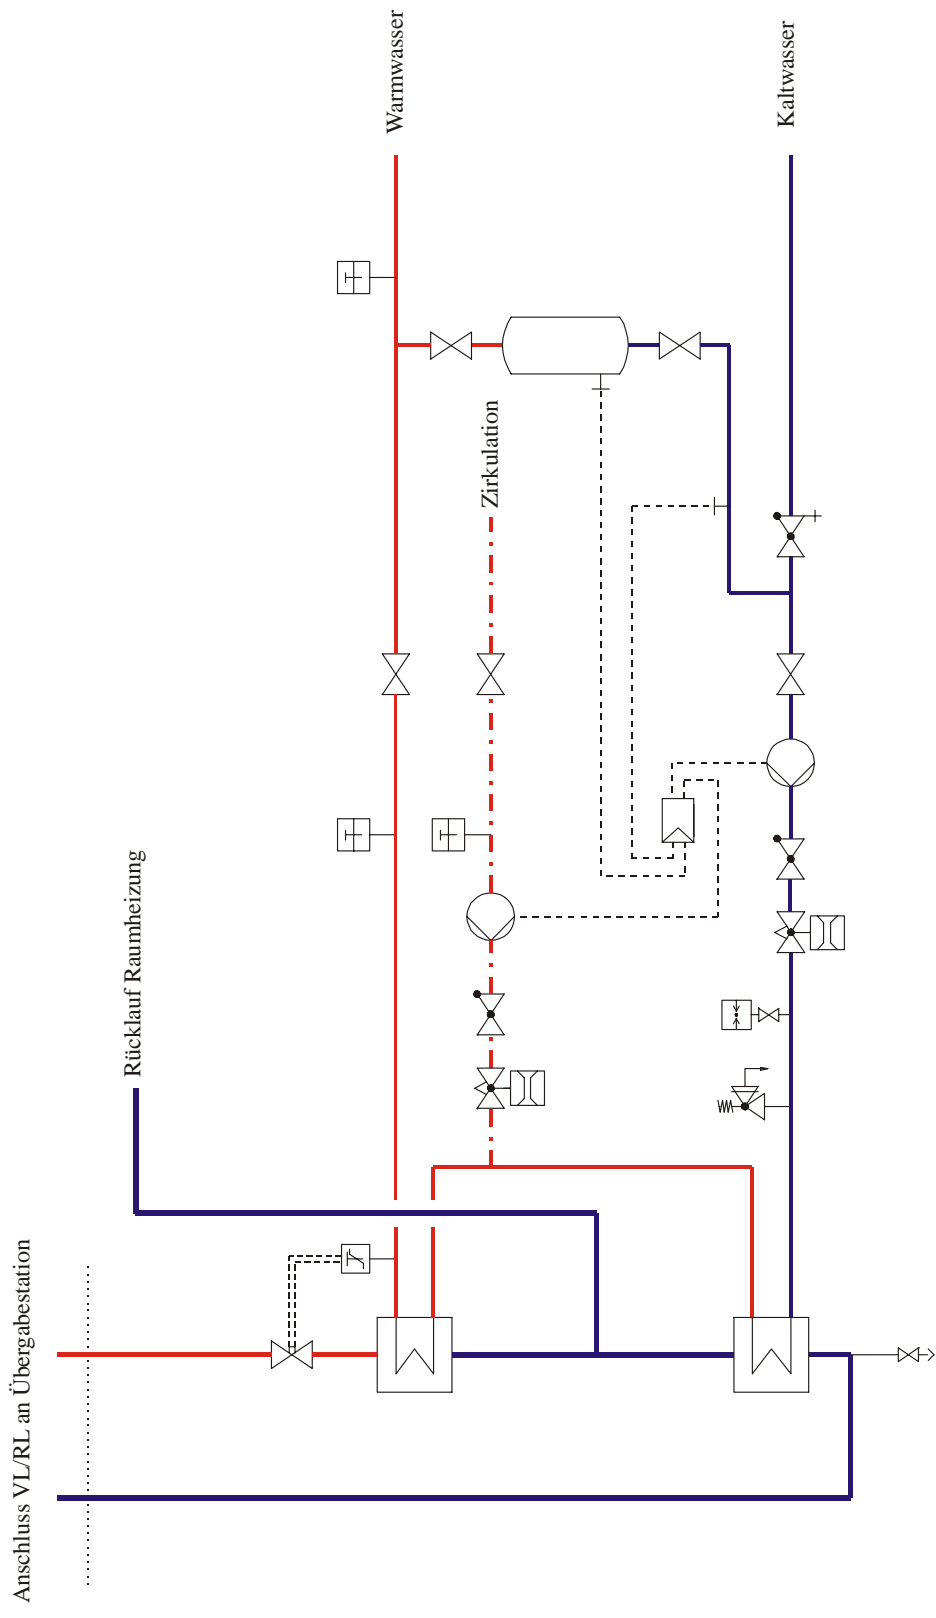 Anschluss VL/RL an Übergabestation
Rücklauf Raumheizung
Warmwasser
Zirkulation
Kaltwasser